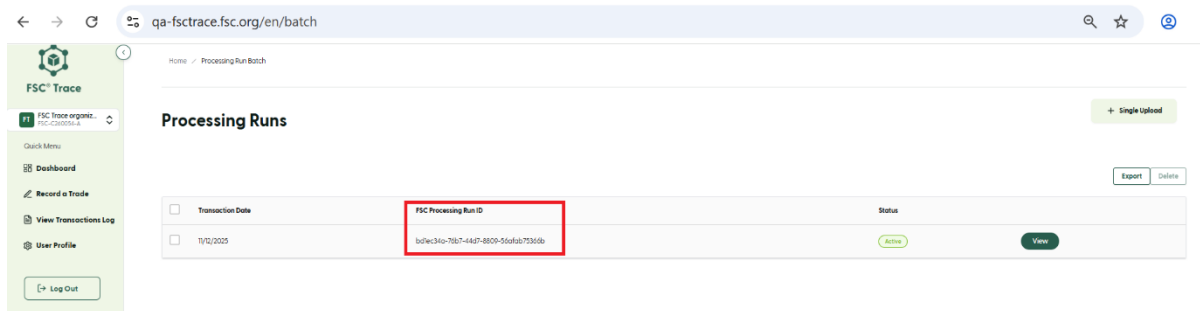 qa-fsctrace.fsc.org/en/batch
FSC® Trace
FT FSC Trace organiz...
FSC-C260056-A
Quick Menu
Dashboard
Record a Trade
View Transactions Log
User Profile
Log Out
Home / Processing Run Batch
Processing Runs
+ Single Upload
Export Delete
Transaction Date FSC Processing Run ID Status
11/12/2025 bd1ec34a-76b7-44d7-8809-56afab75366b Active View